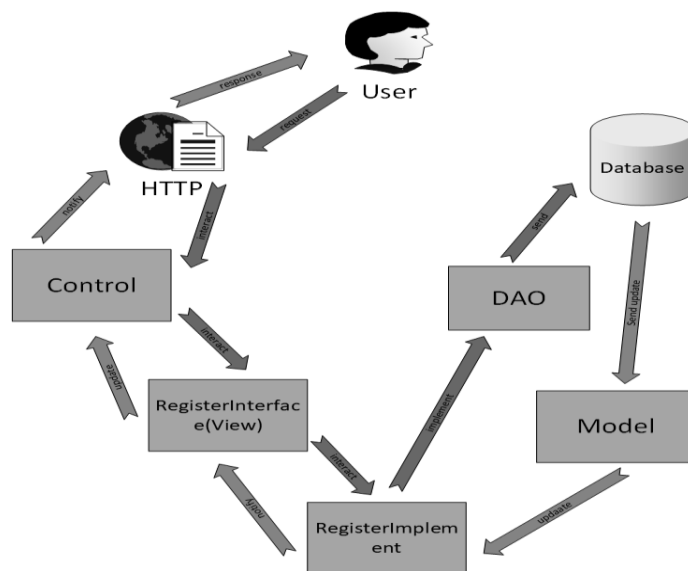 response
User
request
HTTP
notify
interact
Control
interact
update
RegisterInterfac
e(View)
interact
notify
RegisterImplem
ent
implement
DAO
send
Database
Send update
Model
updaate